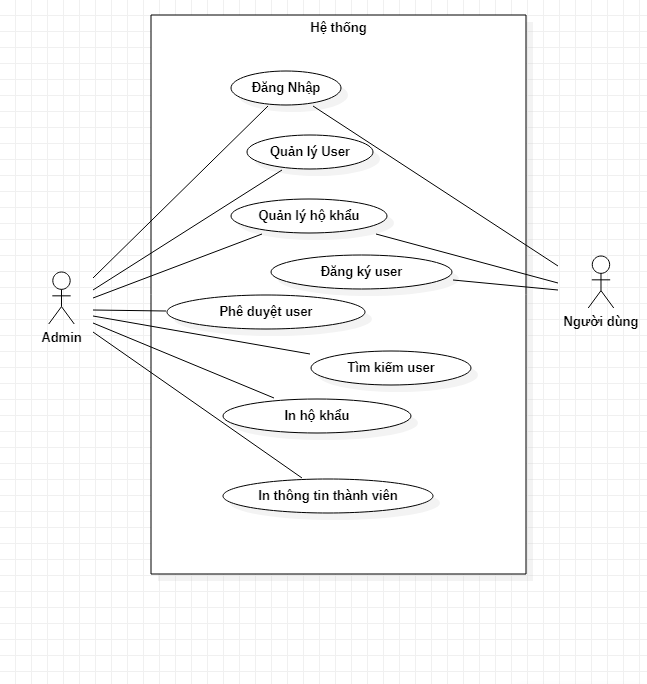 Hệ thống
Đăng Nhập
Quản lý User
Quản lý hộ khẩu
Đăng ký user
Phê duyệt user
Admin
Người dùng
Tìm kiếm user
In hộ khẩu
In thông tin thành viên